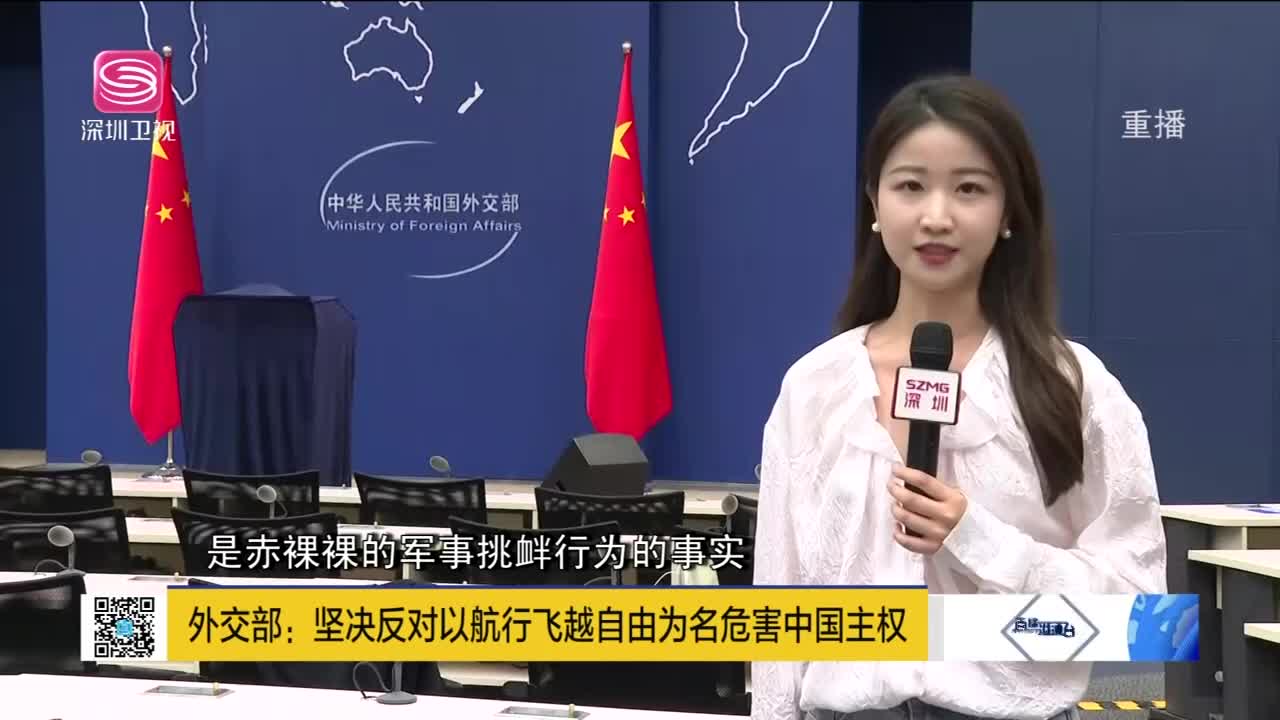 深圳卫视
重播
中华人民共和国外交部
Ministry of Foreign Affairs
SZMG
深圳
是赤裸裸的军事挑衅行为的事实
外交部：坚决反对以航行飞越自由为名危害中国主权